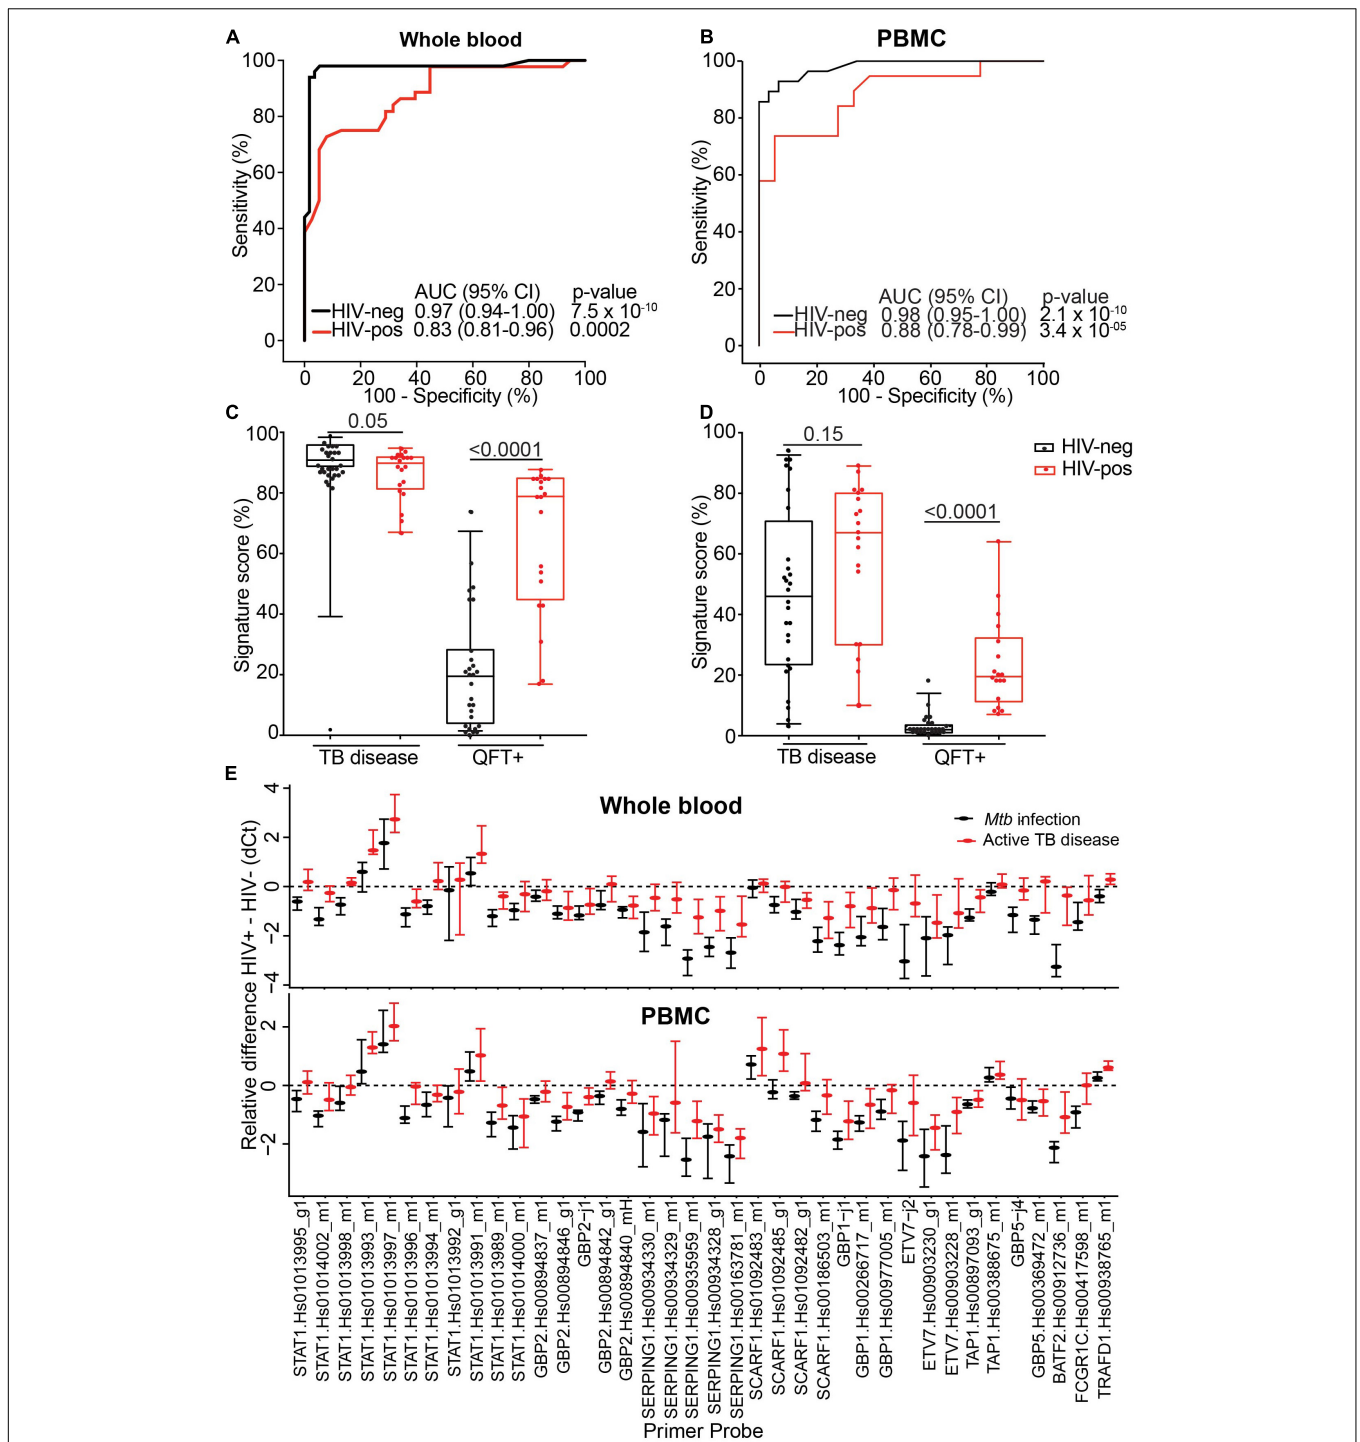 A
Whole blood
100
80
60
40
20
0
Sensitivity (%)
AUC (95% CI) p-value
HIV-neg 0.97 (0.94-1.00) 7.5 x 10-10
HIV-pos 0.83 (0.81-0.96) 0.0002
0 20 40 60 80 100
100 - Specificity (%)
B
PBMC
100
80
60
40
20
0
Sensitivity (%)
AUC (95% CI) p-value
HIV-neg 0.98 (0.95-1.00) 2.1 x 10-10
HIV-pos 0.88 (0.78-0.99) 3.4 x 10-05
0 20 40 60 80 100
100 - Specificity (%)
C
0.05
<0.0001
100
80
60
40
20
0
Signature score (%)
TB disease QFT+
D
0.15
<0.0001
HIV-neg
HIV-pos
100
80
60
40
20
0
Signature score (%)
TB disease QFT+
E
Whole blood
Mtb infection
Active TB disease
4
2
0
−2
−4
Relative difference HIV+ - HIV- (dCt)
PBMC
2
0
−2
STAT1.Hs01013995_g1
STAT1.Hs01014002_m1
STAT1.Hs01013998_m1
STAT1.Hs01013993_m1
STAT1.Hs01013997_m1
STAT1.Hs01013996_m1
STAT1.Hs01013994_m1
STAT1.Hs01013992_g1
STAT1.Hs01013991_m1
STAT1.Hs01013989_m1
STAT1.Hs01014000_m1
GBP2.Hs00894837_m1
GBP2.Hs00894846_g1
GBP2−j1
GBP2.Hs00894842_g1
GBP2.Hs00894840_mH
SERPING1.Hs00934330_m1
SERPING1.Hs00934329_m1
SERPING1.Hs00935959_m1
SERPING1.Hs00934328_g1
SERPING1.Hs00163781_m1
SCARF1.Hs01092483_m1
SCARF1.Hs01092485_g1
SCARF1.Hs01092482_g1
SCARF1.Hs00186503_m1
GBP1−j1
GBP1.Hs00266717_m1
GBP1.Hs00977005_m1
ETV7−j2
ETV7.Hs00903230_g1
ETV7.Hs00903228_m1
TAP1.Hs00897093_g1
TAP1.Hs00388675_m1
GBP5−j4
GBP5.Hs00369472_m1
BATF2.Hs00912736_m1
FCGR1C.Hs00417598_m1
TRAFD1.Hs00938765_m1
Primer Probe